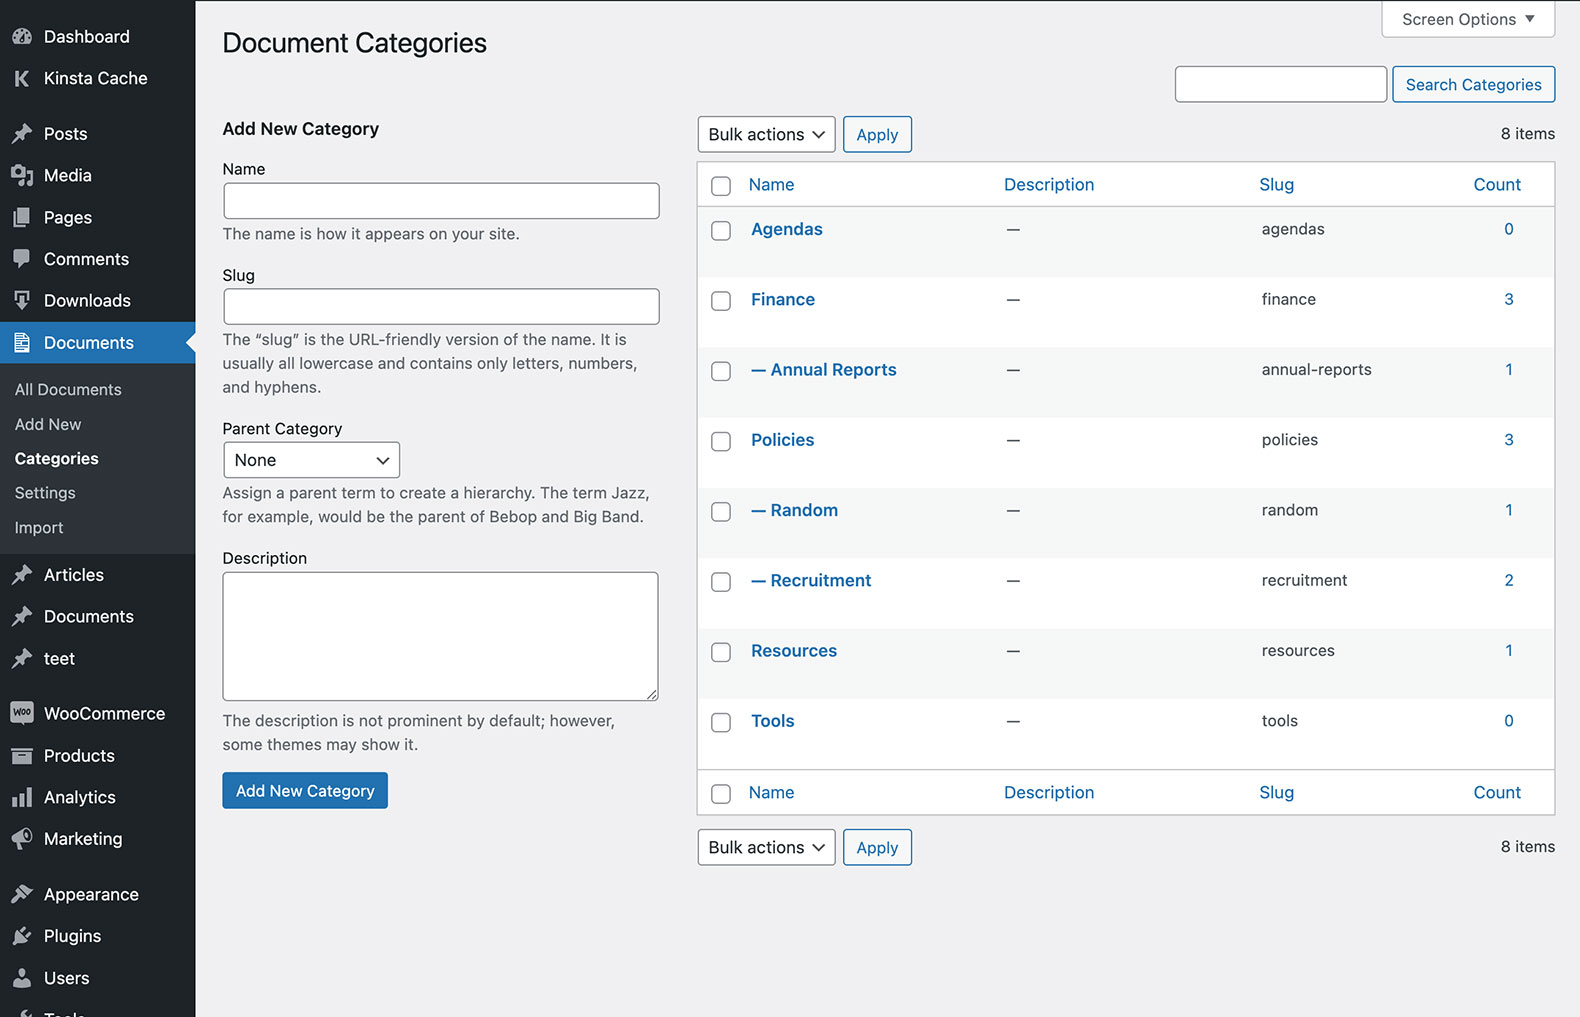 Dashboard
Kinsta Cache
Posts
Media
Pages
Comments
Downloads
Documents
All Documents
Add New
Categories
Settings
Import
Articles
Documents
teet
WooCommerce
Products
Analytics
Marketing
Appearance
Plugins
Users
Tools
Screen Options ▼
Document Categories
Search Categories
Add New Category
Name
The name is how it appears on your site.
Slug
The “slug” is the URL-friendly version of the name. It is
usually all lowercase and contains only letters, numbers,
and hyphens.
Parent Category
None
Assign a parent term to create a hierarchy. The term Jazz,
for example, would be the parent of Bebop and Big Band.
Description
The description is not prominent by default; however,
some themes may show it.
Add New Category
Bulk actions Apply 8 items
Name Description Slug Count
Agendas — agendas 0
Finance — finance 3
— Annual Reports — annual-reports 1
Policies — policies 3
— Random — random 1
— Recruitment — recruitment 2
Resources — resources 1
Tools — tools 0
Name Description Slug Count
Bulk actions Apply 8 items